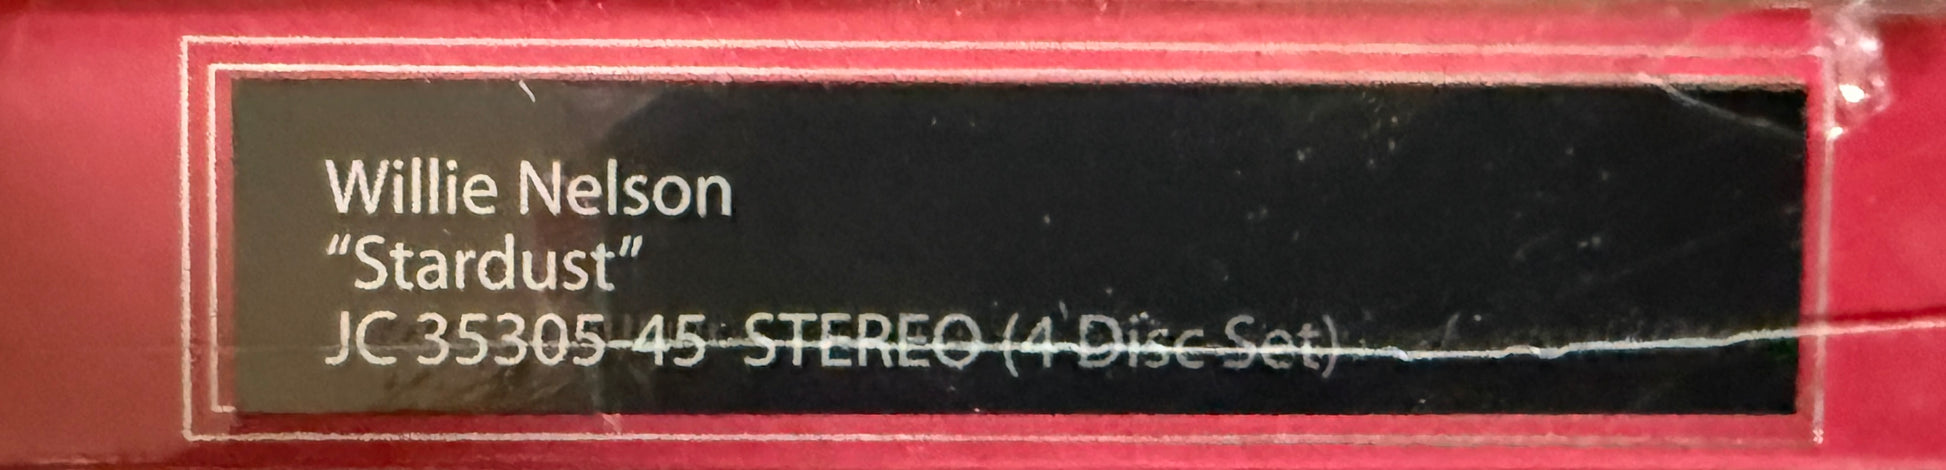 Willie Nelson
“Stardust”
JC 35305-45 STEREO (4 Disc Set)